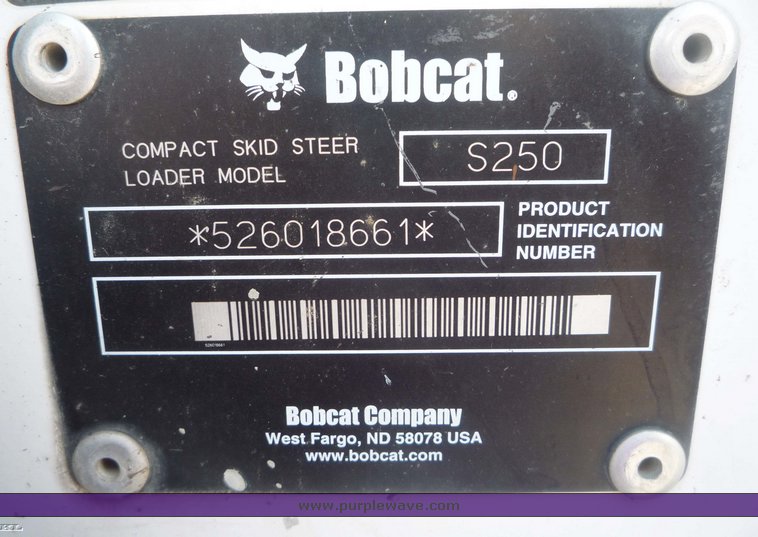 Bobcat®
COMPACT SKID STEER
LOADER MODEL
S250
*526018661*
PRODUCT
IDENTIFICATION
NUMBER
526018661
Bobcat Company
West Fargo, ND 58078 USA
www.bobcat.com
www.purplewave.com